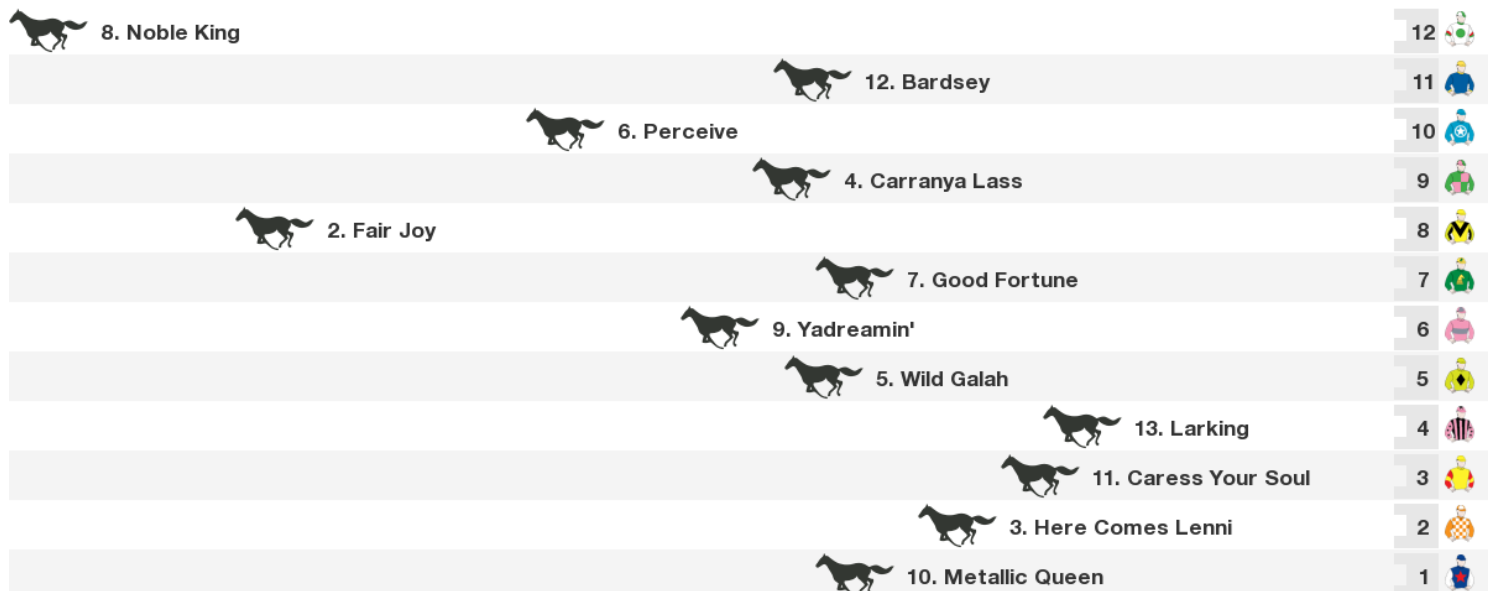 8. Noble King 12
12. Bardsey 11
6. Perceive 10
4. Carranya Lass 9
2. Fair Joy 8
7. Good Fortune 7
9. Yadreamin' 6
5. Wild Galah 5
13. Larking 4
11. Caress Your Soul 3
3. Here Comes Lenni 2
10. Metallic Queen 1